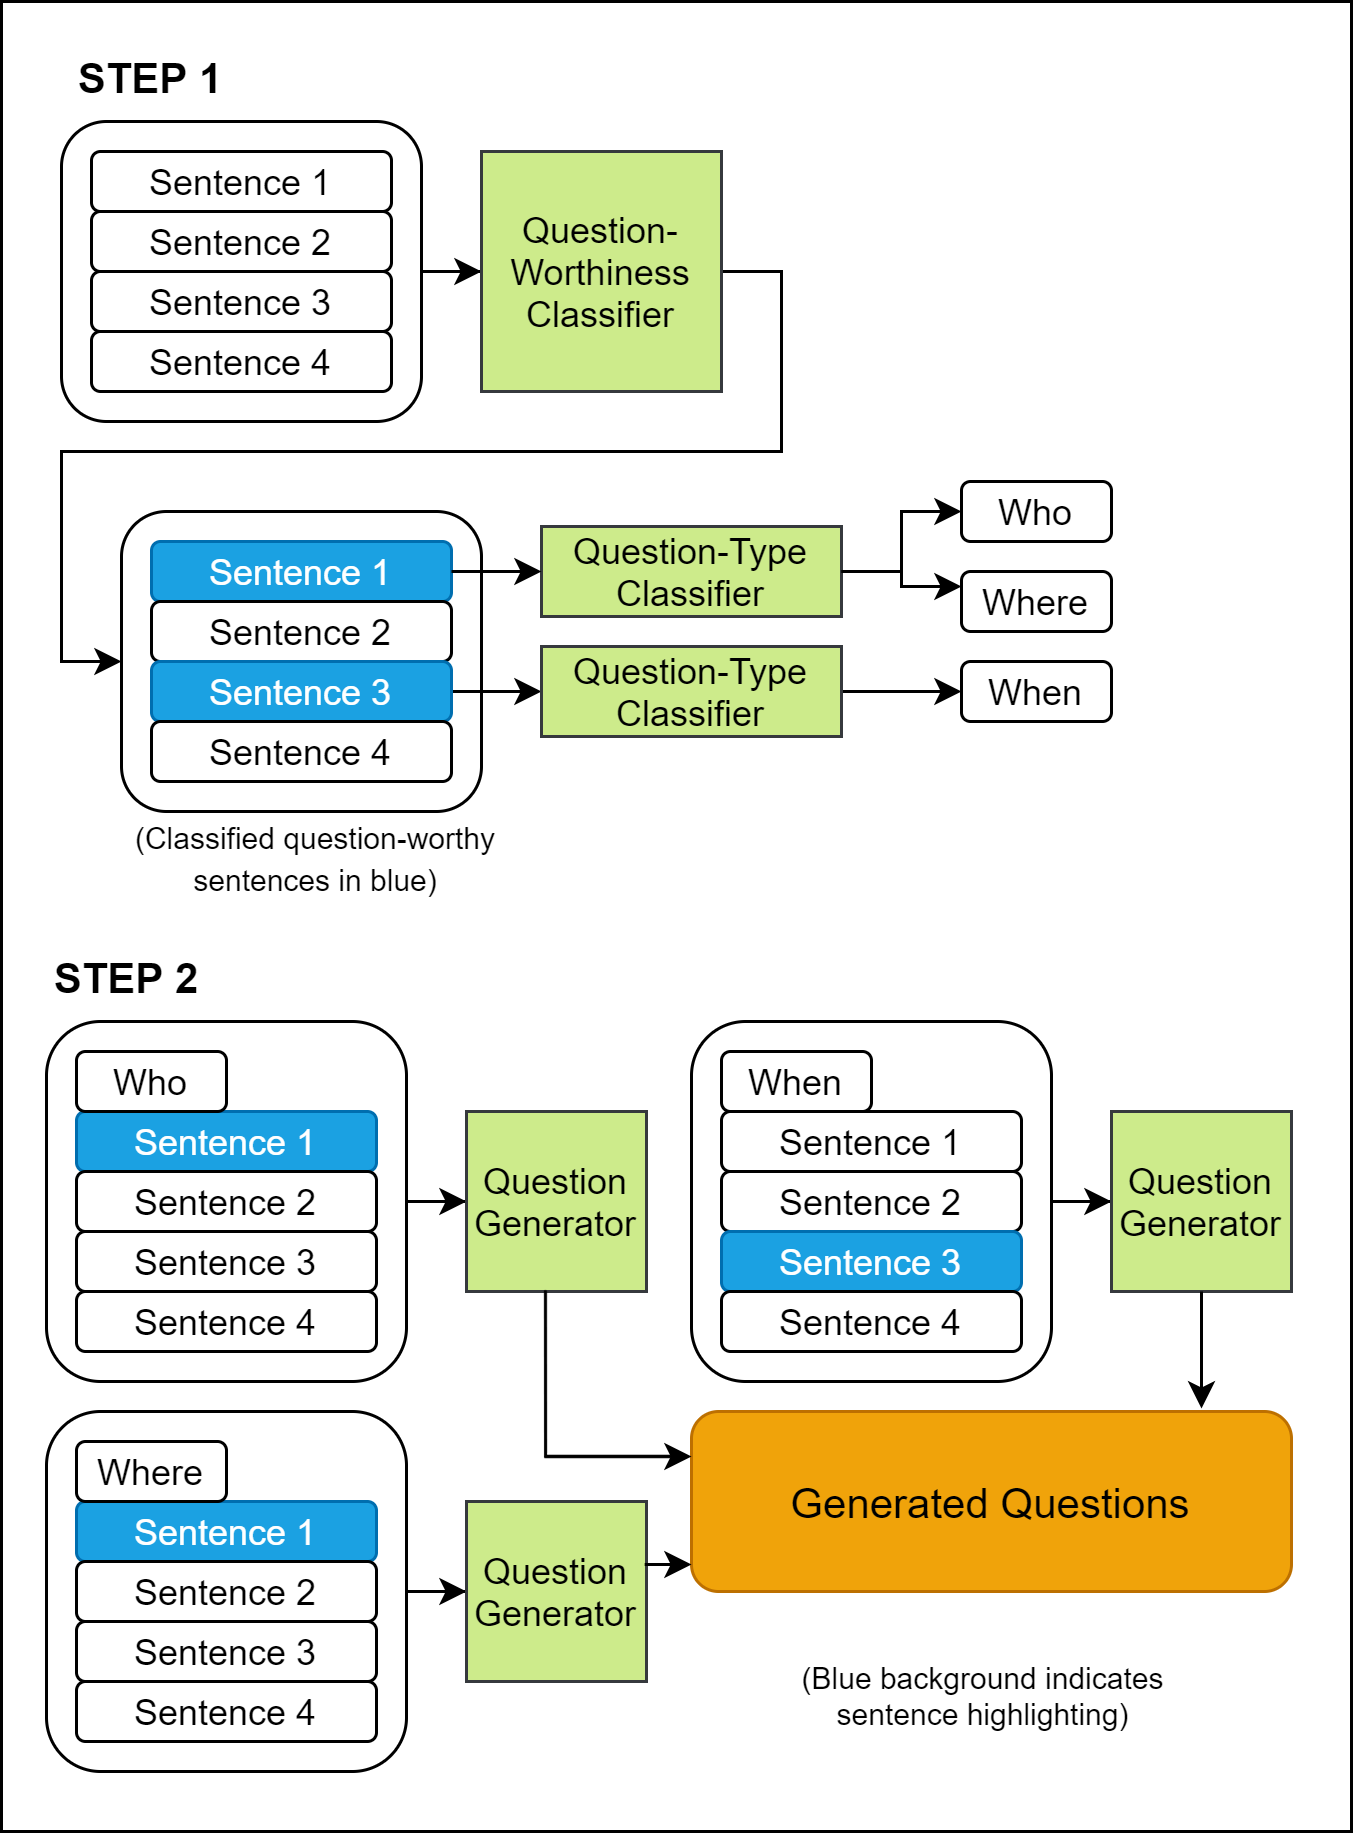 STEP 1
Sentence 1
Sentence 2
Sentence 3
Sentence 4
Question-
Worthiness
Classifier
Sentence 1
Sentence 2
Sentence 3
Sentence 4
(Classified question-worthy
sentences in blue)
Question-Type
Classifier
Question-Type
Classifier
Who
Where
When
STEP 2
Who
Sentence 1
Sentence 2
Sentence 3
Sentence 4
Question
Generator
When
Sentence 1
Sentence 2
Sentence 3
Sentence 4
Question
Generator
Where
Sentence 1
Sentence 2
Sentence 3
Sentence 4
Question
Generator
Generated Questions
(Blue background indicates
sentence highlighting)